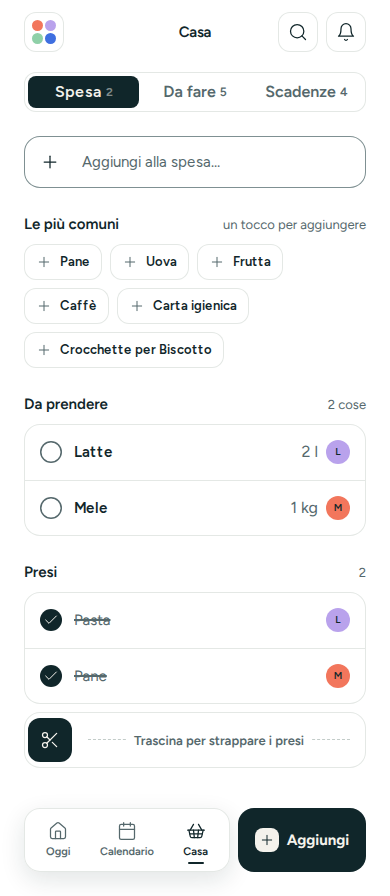 Casa
Spesa 2
Da fare 5
Scadenze 4
Aggiungi alla spesa...
Le più comuni
un tocco per aggiungere
Pane
Uova
Frutta
Caffè
Carta igienica
Crocchette per Biscotto
Da prendere
2 cose
Latte
2 l
L
Mele
1 kg
M
Presi
2
Pasta
L
Pane
M
Trascina per strappare i presi
Oggi
Calendario
Casa
Aggiungi